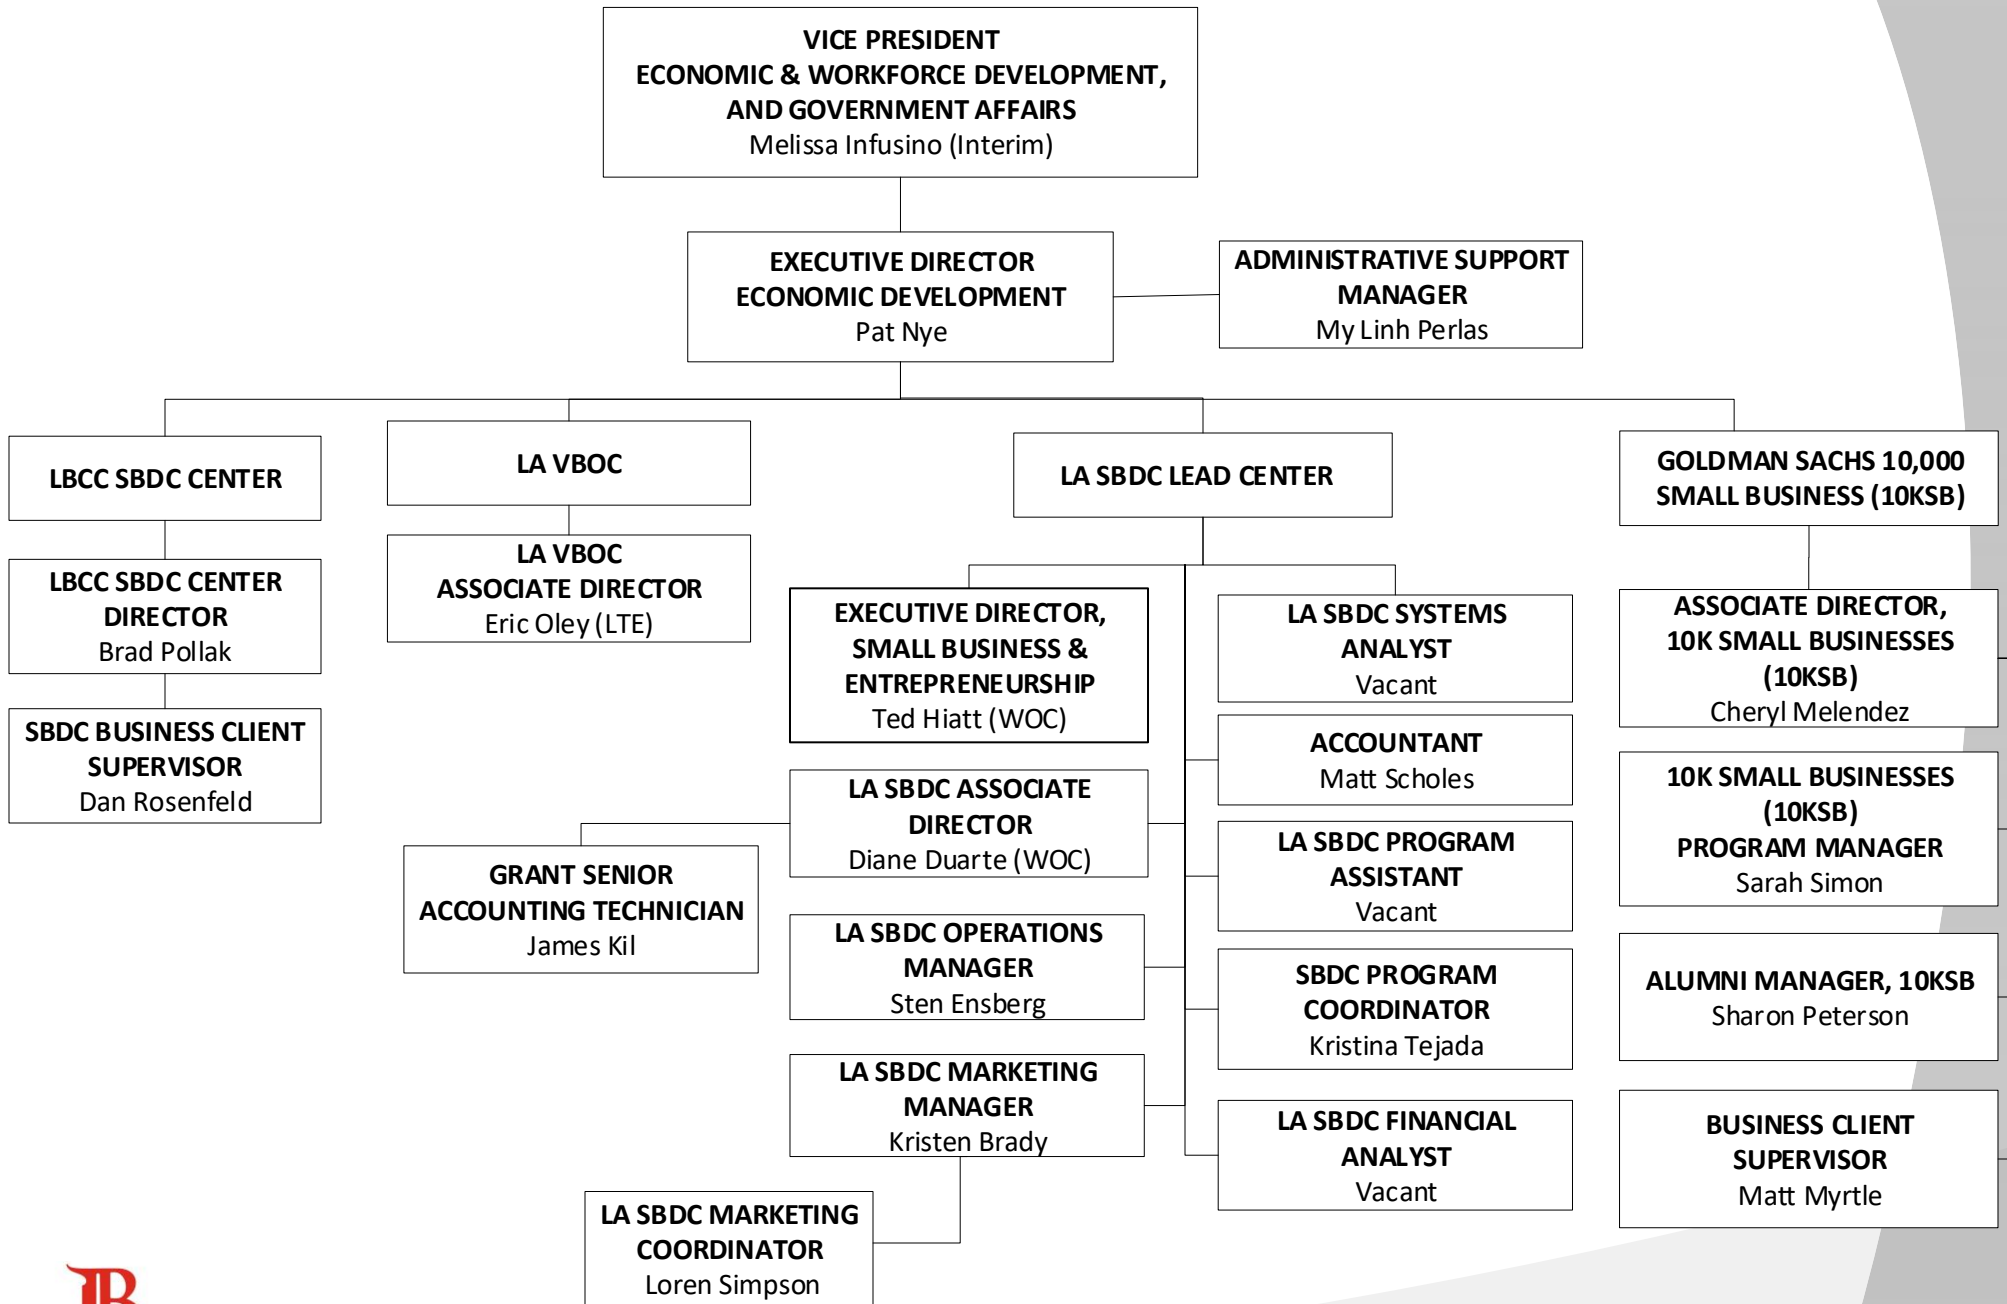 VICE PRESIDENT
ECONOMIC & WORKFORCE DEVELOPMENT,
AND GOVERNMENT AFFAIRS
Melissa Infusino (Interim)
EXECUTIVE DIRECTOR
ECONOMIC DEVELOPMENT
Pat Nye
ADMINISTRATIVE SUPPORT
MANAGER
My Linh Perlas
LBCC SBDC CENTER
LBCC SBDC CENTER
DIRECTOR
Brad Pollak
SBDC BUSINESS CLIENT
SUPERVISOR
Dan Rosenfeld
LA VBOC
LA VBOC
ASSOCIATE DIRECTOR
Eric Oley (LTE)
LA SBDC LEAD CENTER
EXECUTIVE DIRECTOR,
SMALL BUSINESS &
ENTREPRENEURSHIP
Ted Hiatt (WOC)
LA SBDC ASSOCIATE
DIRECTOR
Diane Duarte (WOC)
GRANT SENIOR
ACCOUNTING TECHNICIAN
James Kil
LA SBDC OPERATIONS
MANAGER
Sten Ensberg
LA SBDC MARKETING
MANAGER
Kristen Brady
LA SBDC MARKETING
COORDINATOR
Loren Simpson
LA SBDC SYSTEMS
ANALYST
Vacant
ACCOUNTANT
Matt Scholes
LA SBDC PROGRAM
ASSISTANT
Vacant
SBDC PROGRAM
COORDINATOR
Kristina Tejada
LA SBDC FINANCIAL
ANALYST
Vacant
GOLDMAN SACHS 10,000
SMALL BUSINESS (10KSB)
ASSOCIATE DIRECTOR,
10K SMALL BUSINESSES
(10KSB)
Cheryl Melendez
10K SMALL BUSINESSES
(10KSB)
PROGRAM MANAGER
Sarah Simon
ALUMNI MANAGER, 10KSB
Sharon Peterson
BUSINESS CLIENT
SUPERVISOR
Matt Myrtle